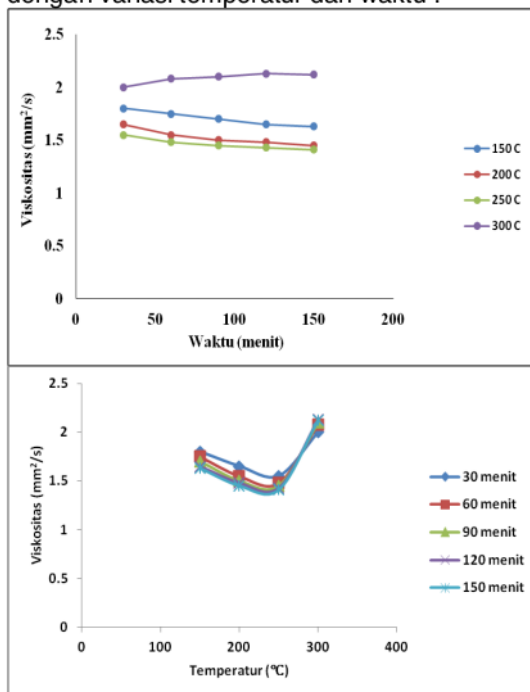 dengan variasi temperatur dan waktu :
2.5
2
1.5
1
0.5
0
Viskositas (mm²/s)
0 50 100 150 200
Waktu (menit)
150 C
200 C
250 C
300 C
2.5
2
1.5
1
0.5
0
Viskositas (mm²/s)
0 100 200 300 400
Temperatur (°C)
30 menit
60 menit
90 menit
120 menit
150 menit